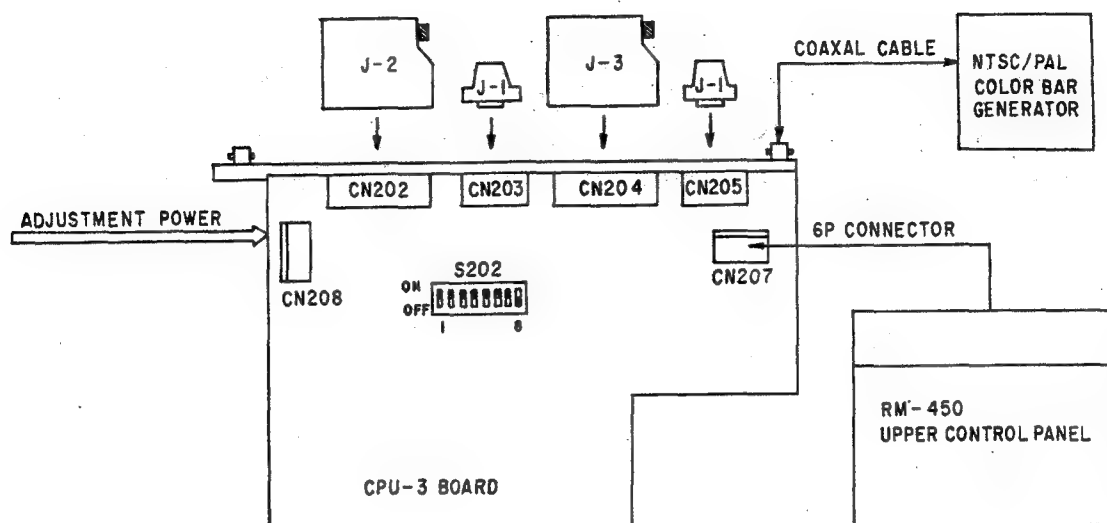 J-2
J-1
J-3
J-1
COAXAL CABLE
NTSC/PAL
COLOR BAR
GENERATOR
CN202
CN203
CN204
CN205
ADJUSTMENT POWER
6P CONNECTOR
CN208
S202
ON
OFF
1
8
CN207
RM-450
UPPER CONTROL PANEL
CPU-3 BOARD